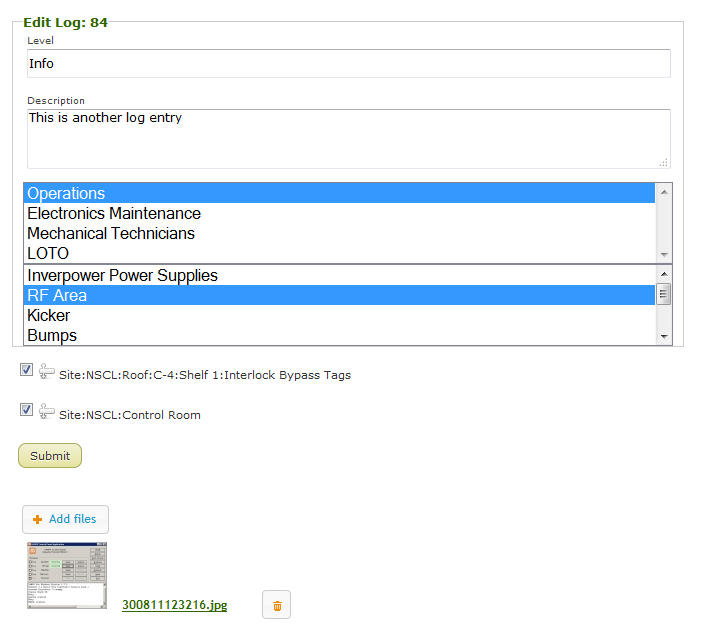 Edit Log: 84
Level
Info
Description
This is another log entry
Operations
Electronics Maintenance
Mechanical Technicians
LOTO
Inverpower Power Supplies
RF Area
Kicker
Bumps
Site:NSCL:Roof:C-4:Shelf 1:Interlock Bypass Tags
Site:NSCL:Control Room
Submit
Add files
300811123216.jpg